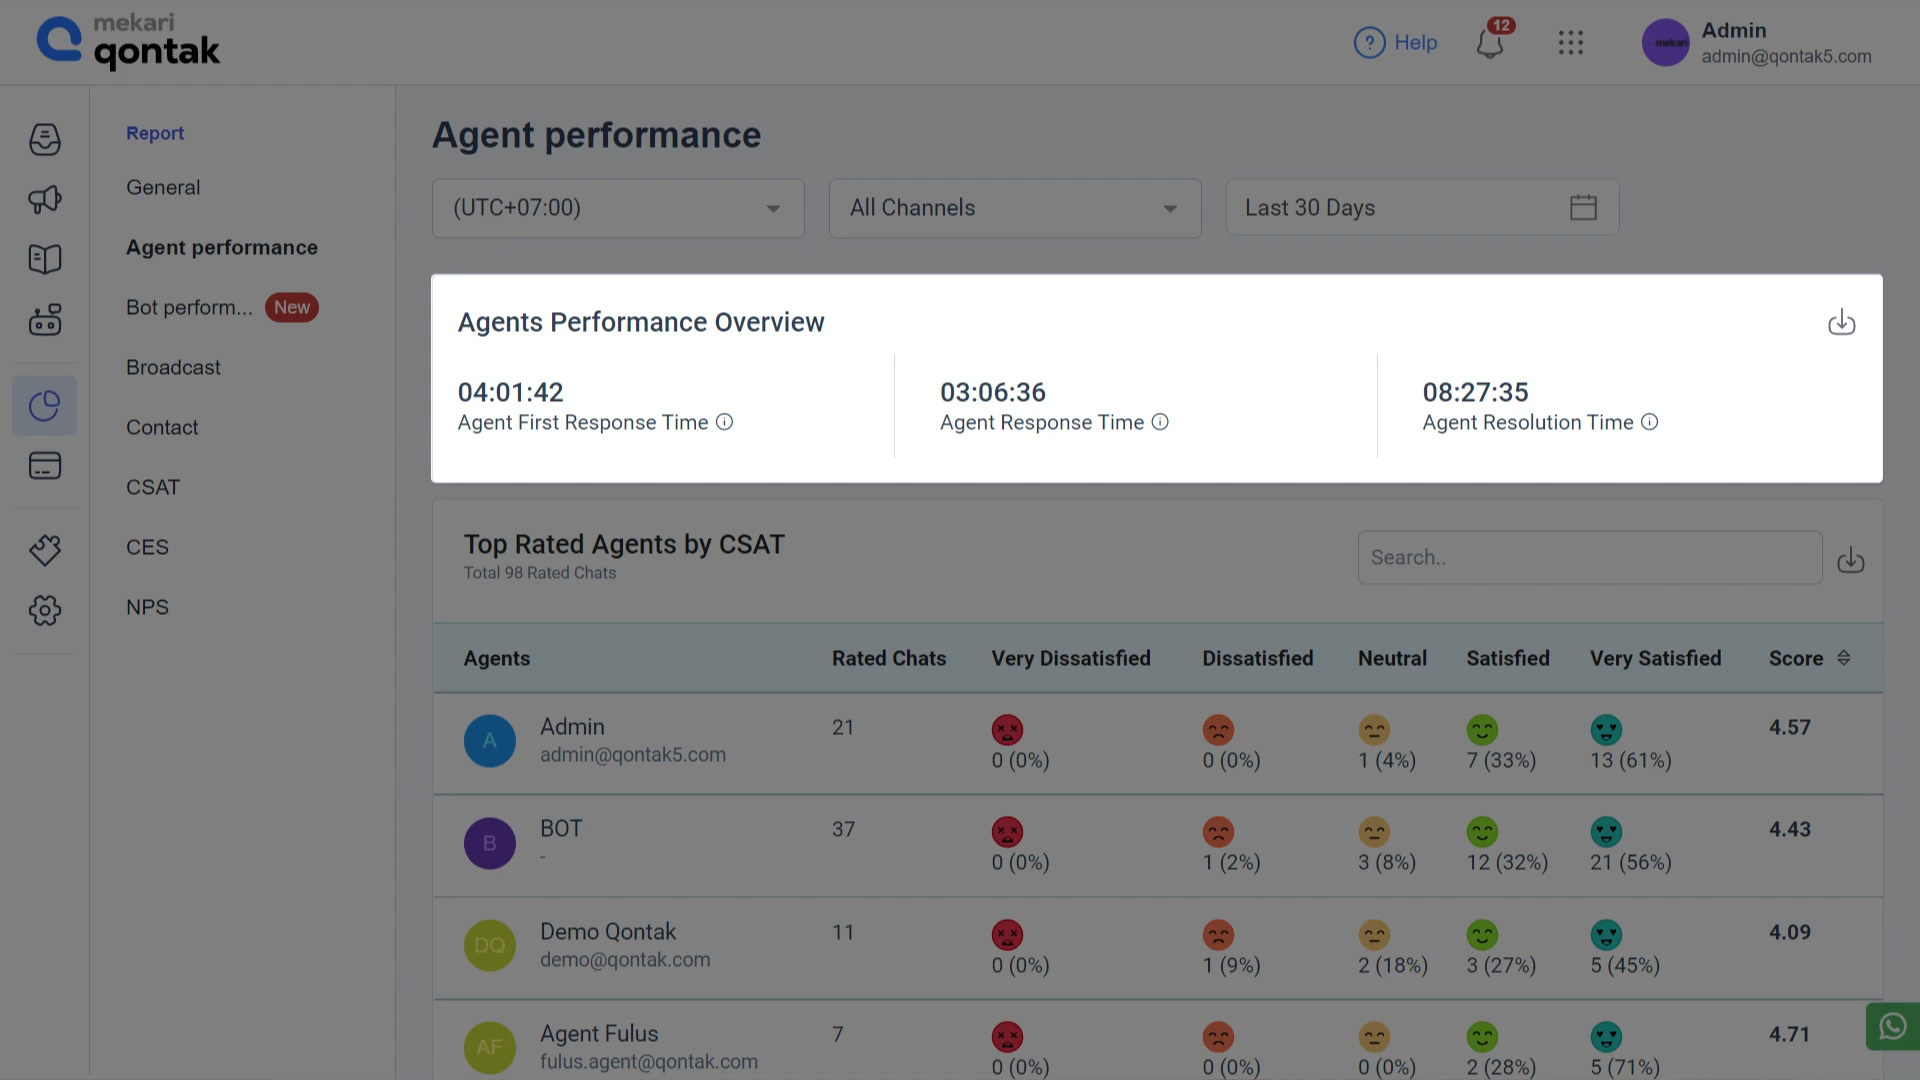 mekari
qontak
Help
12
mekari
Admin
admin@qontak5.com
Report
General
Agent performance
Bot perform... New
Broadcast
Contact
CSAT
CES
NPS
Agent performance
(UTC+07:00)
All Channels
Last 30 Days
Agents Performance Overview
04:01:42
Agent First Response Time
03:06:36
Agent Response Time
08:27:35
Agent Resolution Time
Top Rated Agents by CSAT
Total 98 Rated Chats
Search..
Agents Rated Chats Very Dissatisfied Dissatisfied Neutral Satisfied Very Satisfied Score
A Admin 21 4.57
admin@qontak5.com 0 (0%) 0 (0%) 1 (4%) 7 (33%) 13 (61%)
B BOT 37 4.43
- 0 (0%) 1 (2%) 3 (8%) 12 (32%) 21 (56%)
DQ Demo Qontak 11 4.09
demo@qontak.com 0 (0%) 1 (9%) 2 (18%) 3 (27%) 5 (45%)
AF Agent Fulus 7 4.71
fulus.agent@qontak.com 0 (0%) 0 (0%) 0 (0%) 2 (28%) 5 (71%)